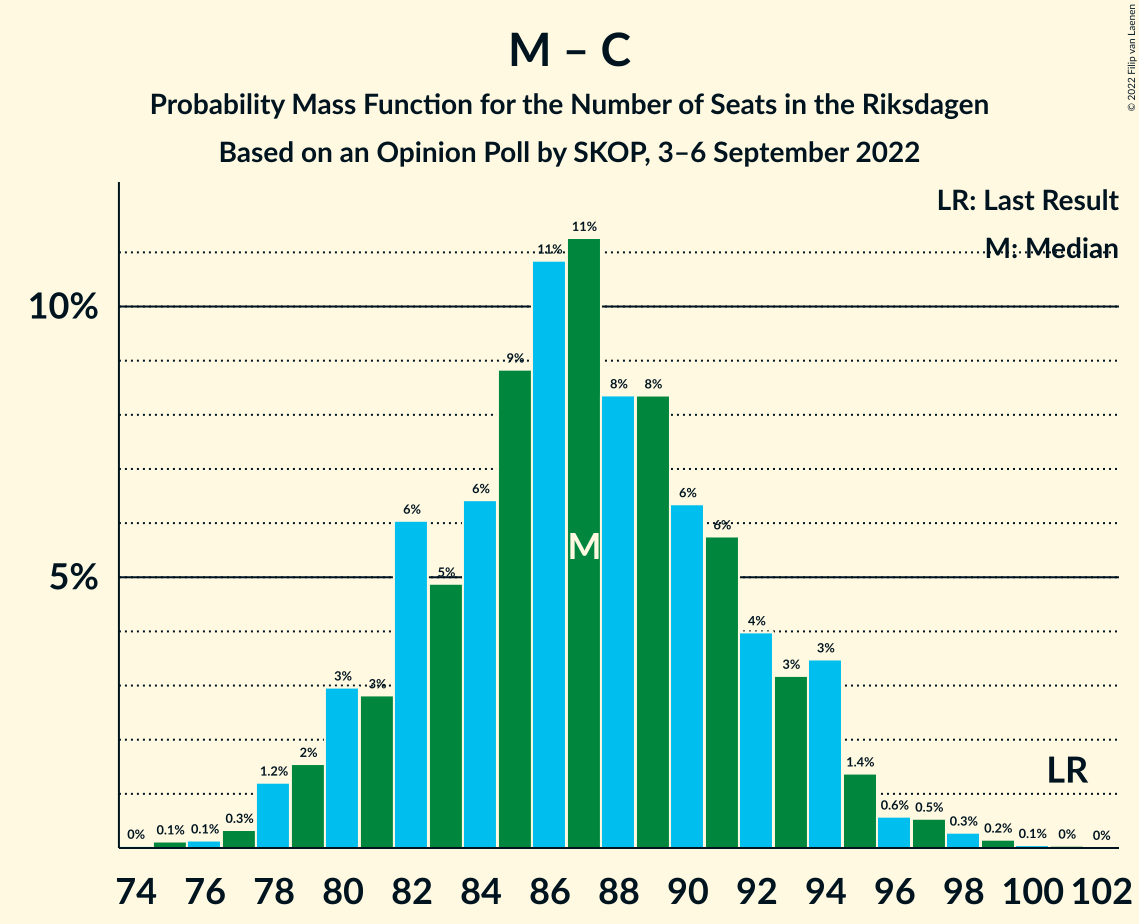 © 2022 Filip van Laenen
M – C
Probability Mass Function for the Number of Seats in the Riksdagen
Based on an Opinion Poll by SKOP, 3–6 September 2022
LR: Last Result
M: Median
10%
5%
0% 0.1% 0.1% 0.3% 1.2% 2% 3% 3% 6% 5% 6% 9% 11% 11% 8% 8% 6% 6% 4% 3% 3% 1.4% 0.6% 0.5% 0.3% 0.2% 0.1% 0% 0%
M
LR
74 76 78 80 82 84 86 88 90 92 94 96 98 100 102